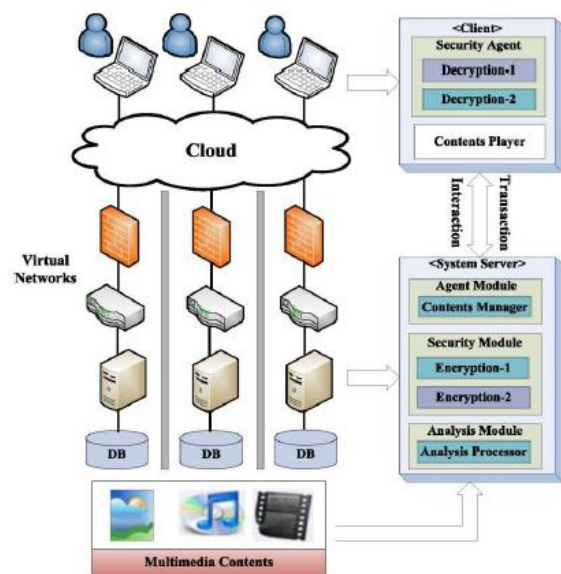 <Client>
Security Agent
Decryption-1
Decryption-2
Contents Player
Cloud
Interaction
Transaction
Virtual
Networks
<System Server>
Agent Module
Contents Manager
Security Module
Encryption-1
Encryption-2
Analysis Module
Analysis Processor
DB
DB
DB
Multimedia Contents